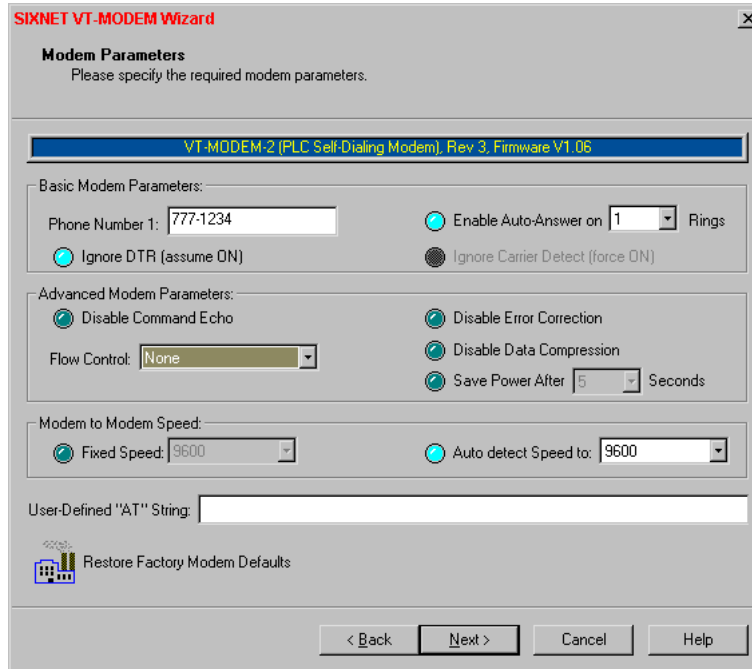 SIXNET VT-MODEM Wizard
Modem Parameters
Please specify the required modem parameters.
VT-MODEM-2 (PLC Self-Dialing Modem), Rev 3, Firmware V1.06
Basic Modem Parameters:
Phone Number 1: 777-1234
Enable Auto-Answer on 1 Rings
Ignore DTR (assume ON)
Ignore Carrier Detect (force ON)
Advanced Modem Parameters:
Disable Command Echo
Disable Error Correction
Flow Control: None
Disable Data Compression
Save Power After 5 Seconds
Modem to Modem Speed:
Fixed Speed: 9600
Auto detect Speed to: 9600
User-Defined "AT" String:
Restore Factory Modem Defaults
< Back
Next >
Cancel
Help